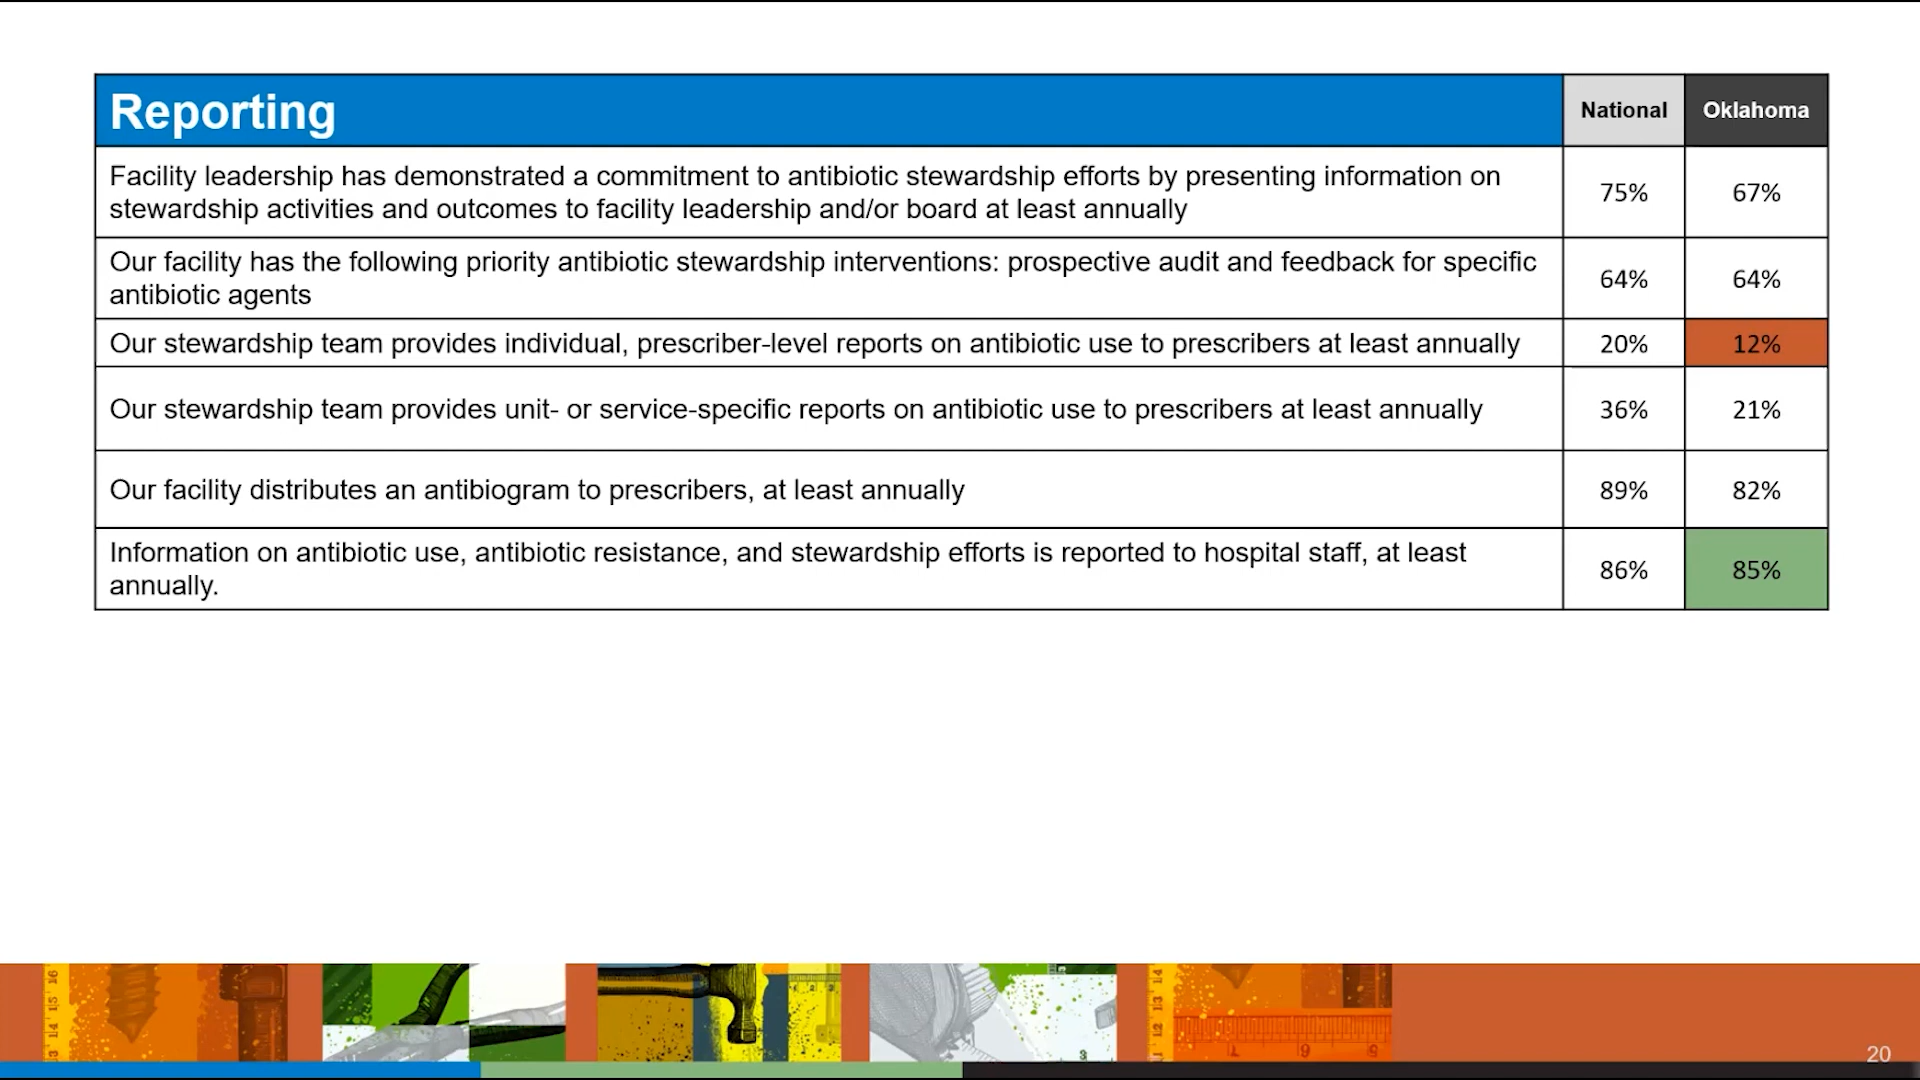 Reporting
National
Oklahoma
Facility leadership has demonstrated a commitment to antibiotic stewardship efforts by presenting information on
stewardship activities and outcomes to facility leadership and/or board at least annually
75%
67%
Our facility has the following priority antibiotic stewardship interventions: prospective audit and feedback for specific
antibiotic agents
64%
64%
Our stewardship team provides individual, prescriber-level reports on antibiotic use to prescribers at least annually
20%
12%
Our stewardship team provides unit- or service-specific reports on antibiotic use to prescribers at least annually
36%
21%
Our facility distributes an antibiogram to prescribers, at least annually
89%
82%
Information on antibiotic use, antibiotic resistance, and stewardship efforts is reported to hospital staff, at least
annually.
86%
85%
20